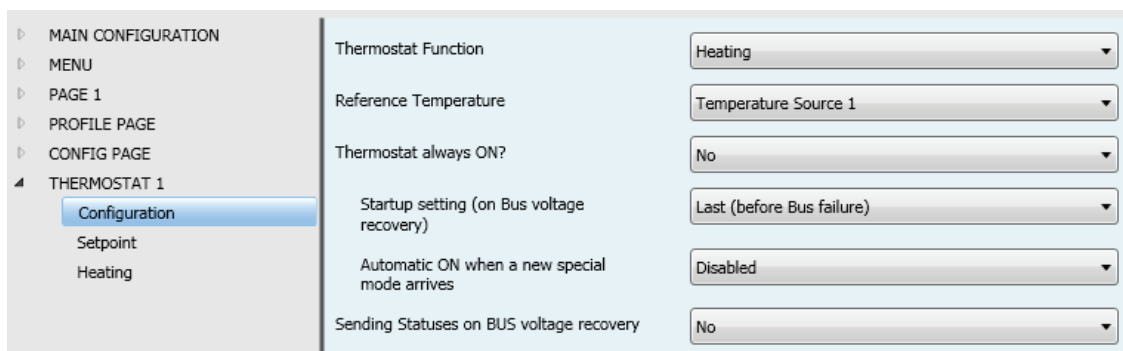 MAIN CONFIGURATION
MENU
PAGE 1
PROFILE PAGE
CONFIG PAGE
THERMOSTAT 1
Configuration
Setpoint
Heating
Thermostat Function
Heating
Reference Temperature
Temperature Source 1
Thermostat always ON?
No
Startup setting (on Bus voltage
recovery)
Last (before Bus failure)
Automatic ON when a new special
mode arrives
Disabled
Sending Statuses on BUS voltage recovery
No